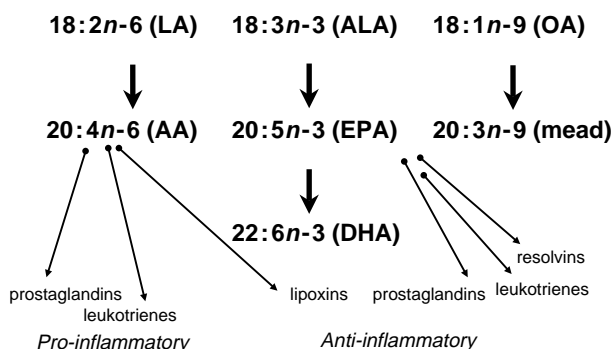 18:2n-6 (LA) 18:3n-3 (ALA) 18:1n-9 (OA)
20:4n-6 (AA) 20:5n-3 (EPA) 20:3n-9 (mead)
22:6n-3 (DHA)
resolvins
prostaglandins lipoxins prostaglandins leukotrienes
leukotrienes
Pro-inflammatory Anti-inflammatory